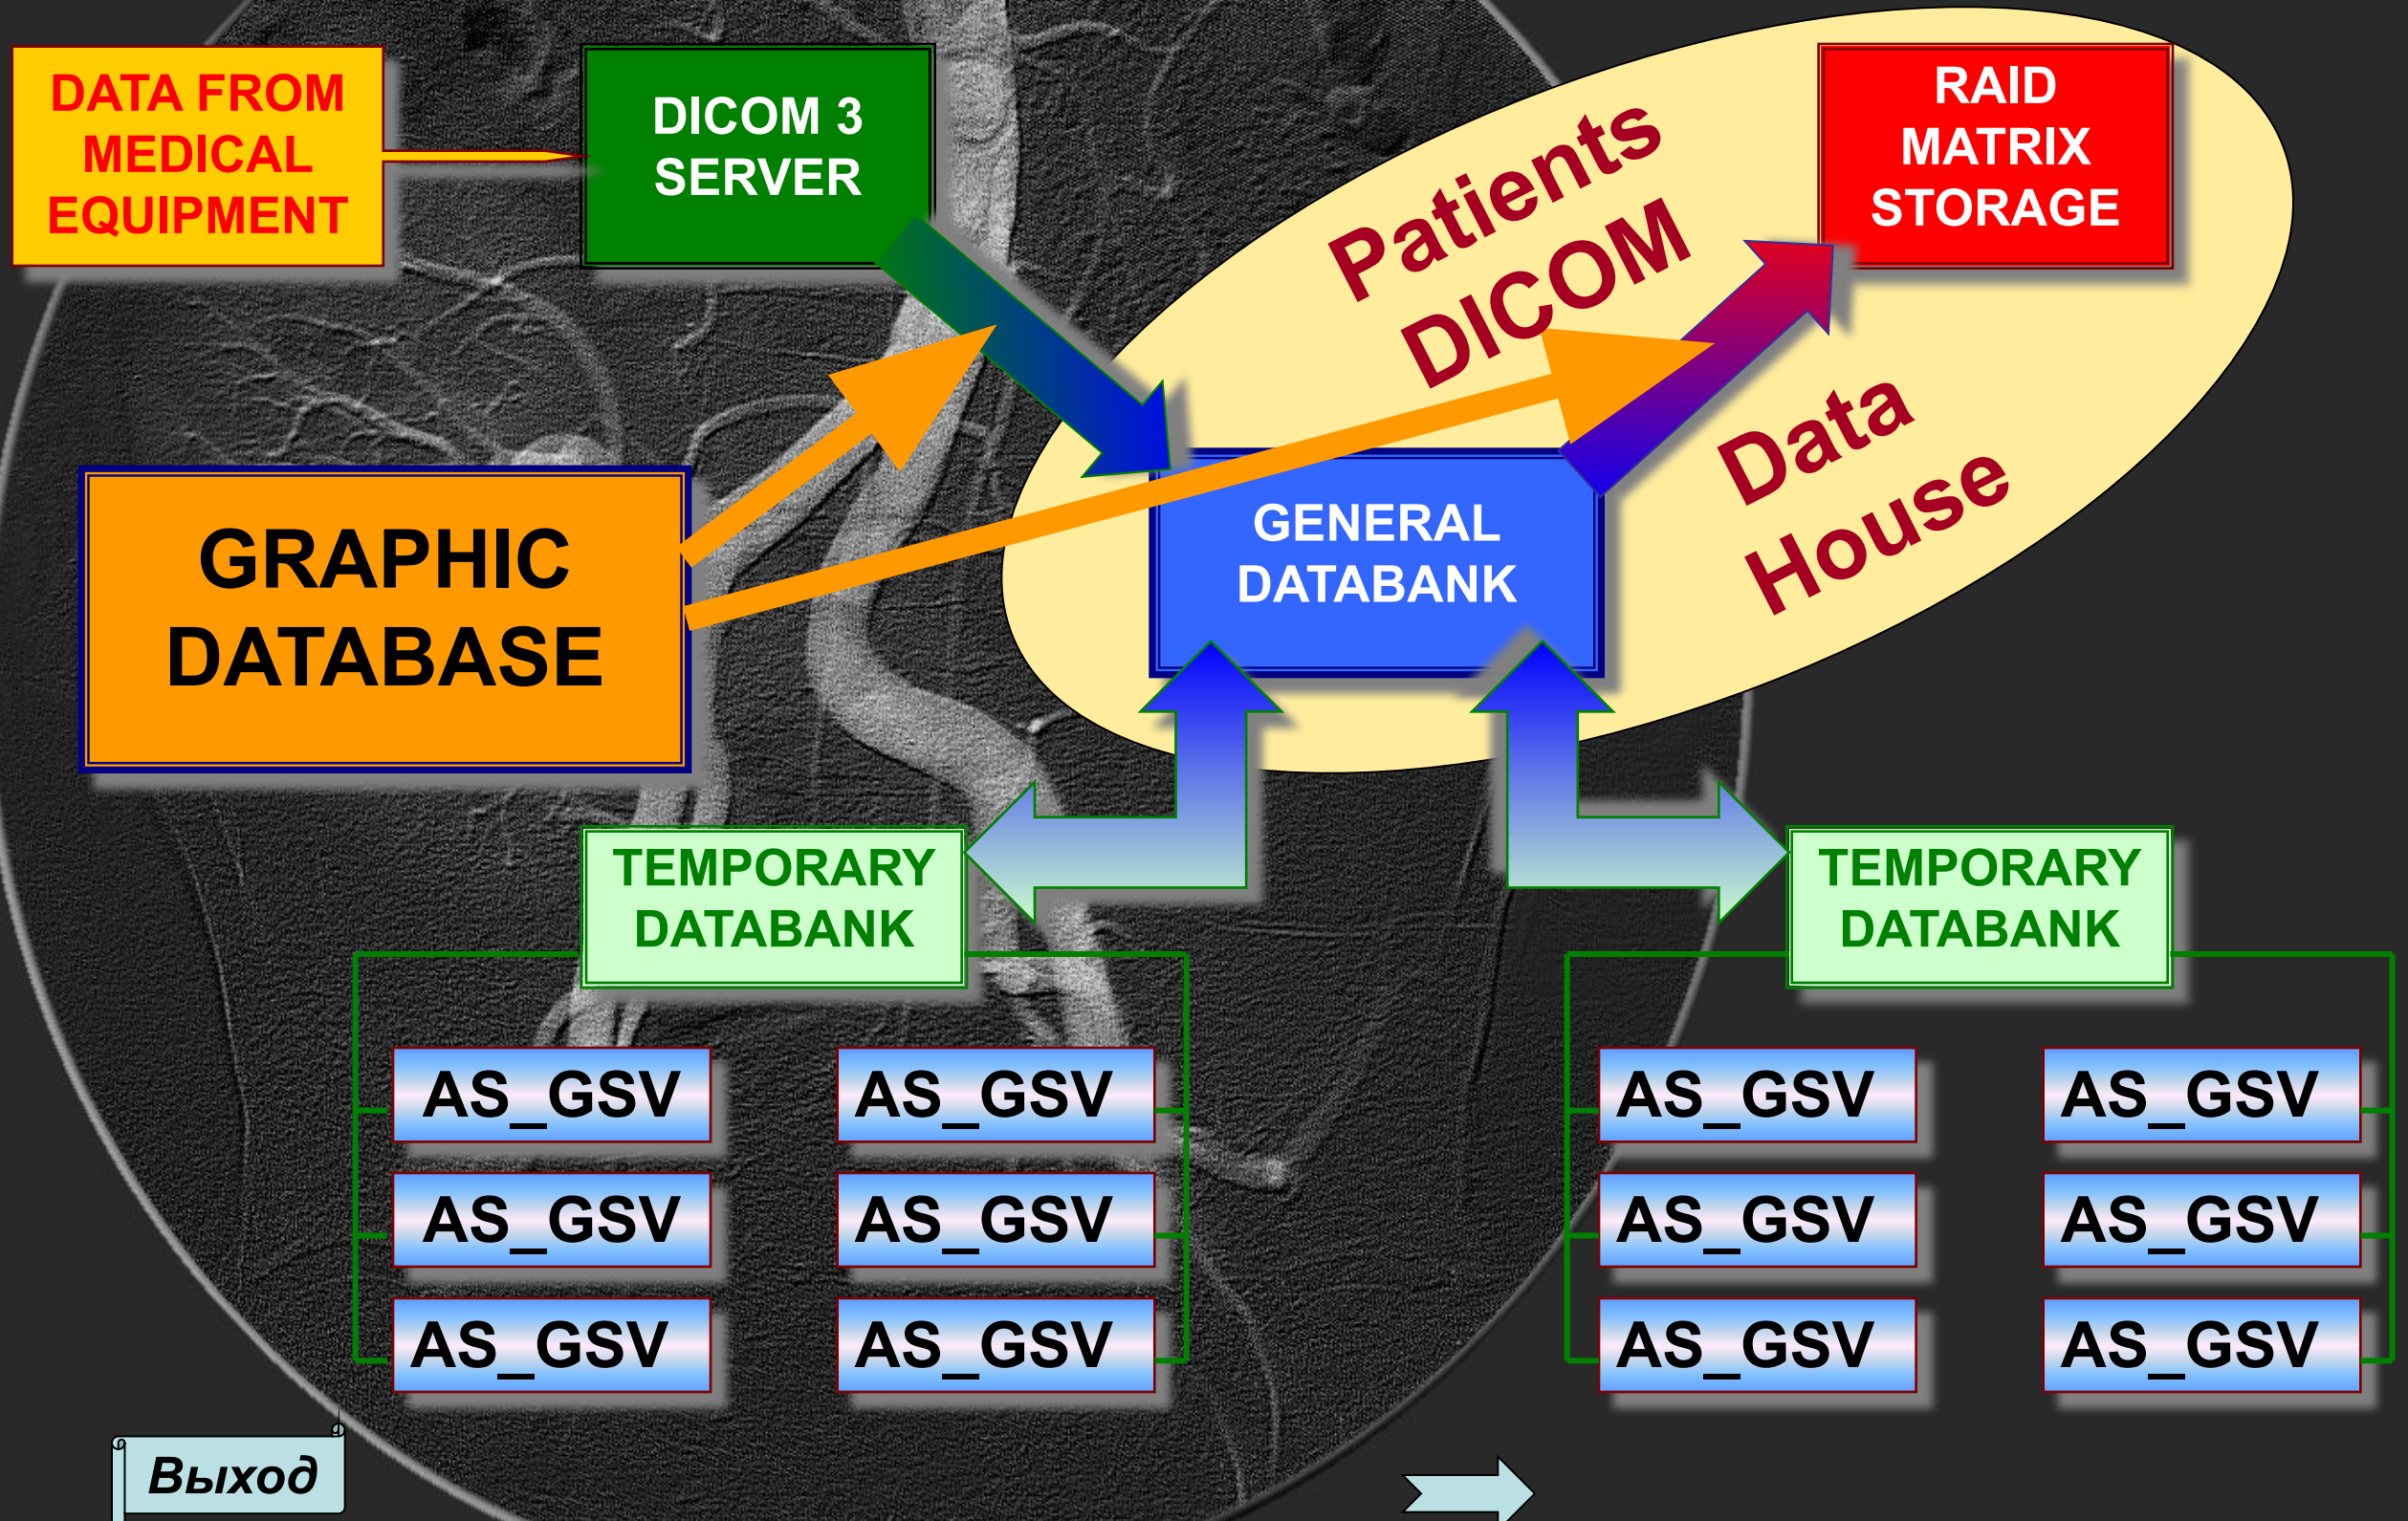 DATA FROM
MEDICAL
EQUIPMENT
DICOM 3
SERVER
Patients
DICOM
Data
House
RAID
MATRIX
STORAGE
GRAPHIC
DATABASE
GENERAL
DATABANK
TEMPORARY
DATABANK
TEMPORARY
DATABANK
AS_GSV
AS_GSV
AS_GSV
AS_GSV
AS_GSV
AS_GSV
AS_GSV
AS_GSV
AS_GSV
AS_GSV
AS_GSV
AS_GSV
Выход